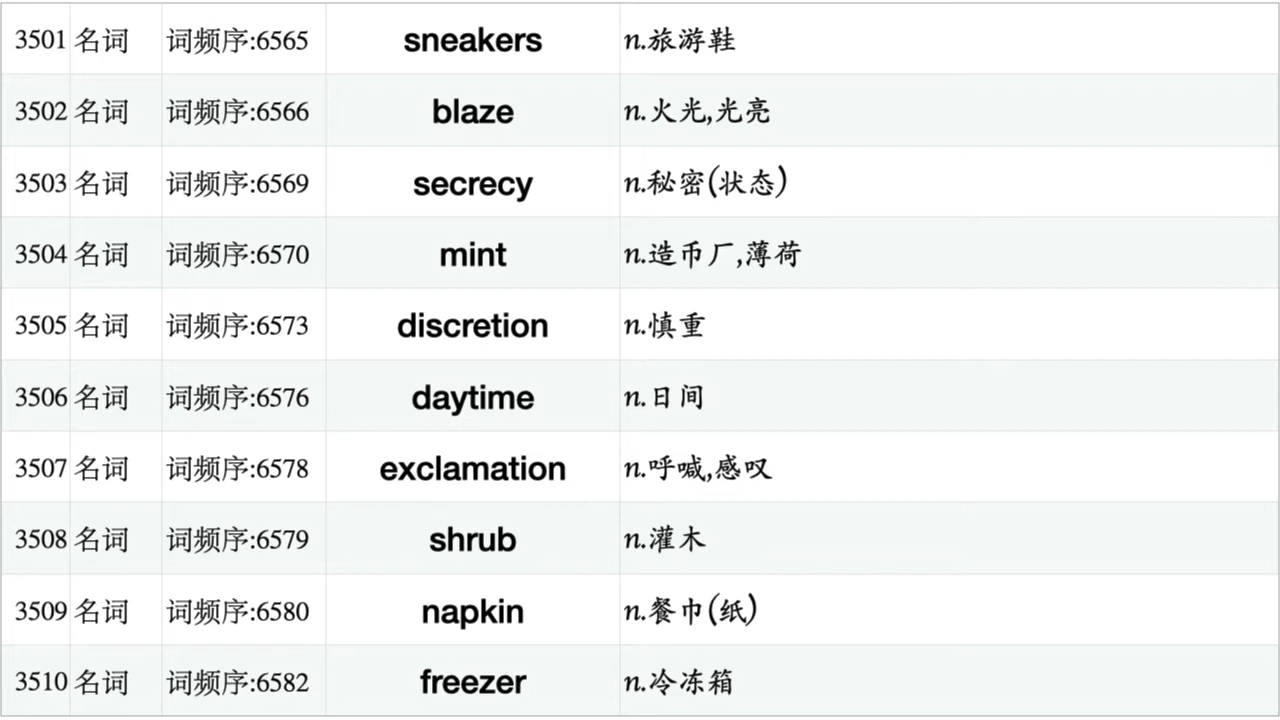 3501 名词 词频序:6565 sneakers n.旅游鞋
3502 名词 词频序:6566 blaze n.火光,光亮
3503 名词 词频序:6569 secrecy n.秘密(状态)
3504 名词 词频序:6570 mint n.造币厂,薄荷
3505 名词 词频序:6573 discretion n.慎重
3506 名词 词频序:6576 daytime n.日间
3507 名词 词频序:6578 exclamation n.呼喊,感叹
3508 名词 词频序:6579 shrub n.灌木
3509 名词 词频序:6580 napkin n.餐巾(纸)
3510 名词 词频序:6582 freezer n.冷冻箱